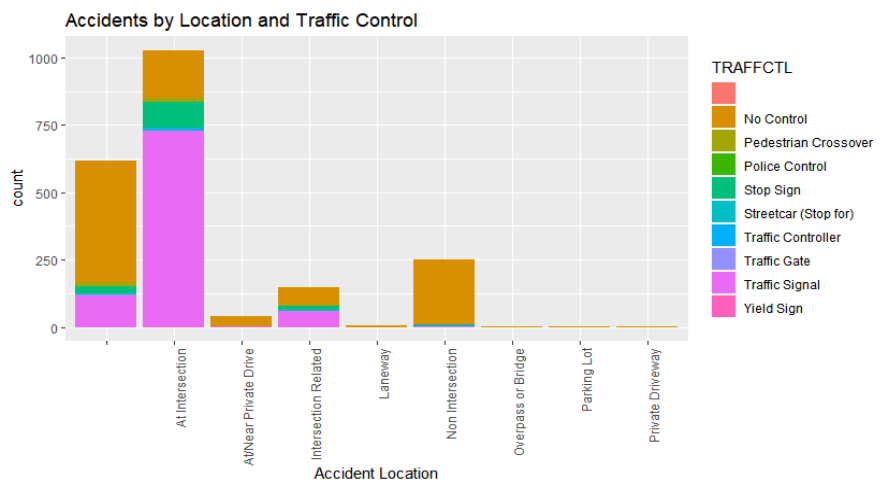 Accidents by Location and Traffic Control
1000
750
500
250
0
count
At Intersection
At/Near Private Drive
Intersection Related
Laneway
Non Intersection
Overpass or Bridge
Parking Lot
Private Driveway
Accident Location
TRAFFCTL
No Control
Pedestrian Crossover
Police Control
Stop Sign
Streetcar (Stop for)
Traffic Controller
Traffic Gate
Traffic Signal
Yield Sign